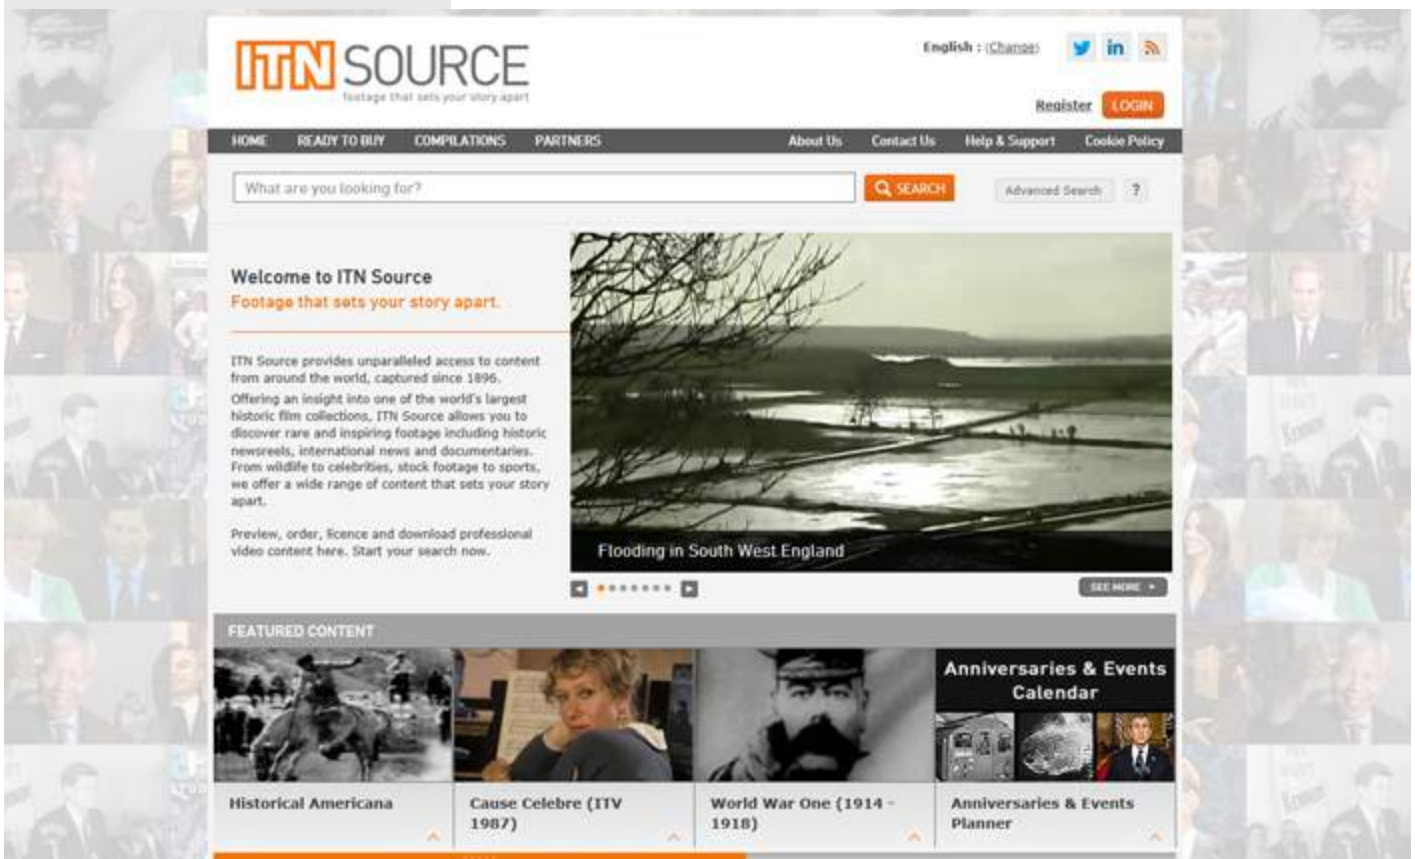 ITN SOURCE
footage that sets your story apart
English : (Change)
Register LOGIN
HOME READY TO BUY COMPILATIONS PARTNERS About Us Contact Us Help & Support Cookie Policy
What are you looking for? SEARCH Advanced Search ?
Welcome to ITN Source
Footage that sets your story apart.
ITN Source provides unparalleled access to content
from around the world, captured since 1896.
Offering an insight into one of the world's largest
historic film collections, ITN Source allows you to
discover rare and inspiring footage including historic
newsreels, international news and documentaries.
From wildlife to celebrities, stock footage to sports,
we offer a wide range of content that sets your story
apart.
Preview, order, licence and download professional
video content here. Start your search now.
Flooding in South West England
SEE MORE
FEATURED CONTENT
Anniversaries & Events
Calendar
Historical Americana
Cause Celebre (ITV
1987)
World War One (1914 -
1918)
Anniversaries & Events
Planner